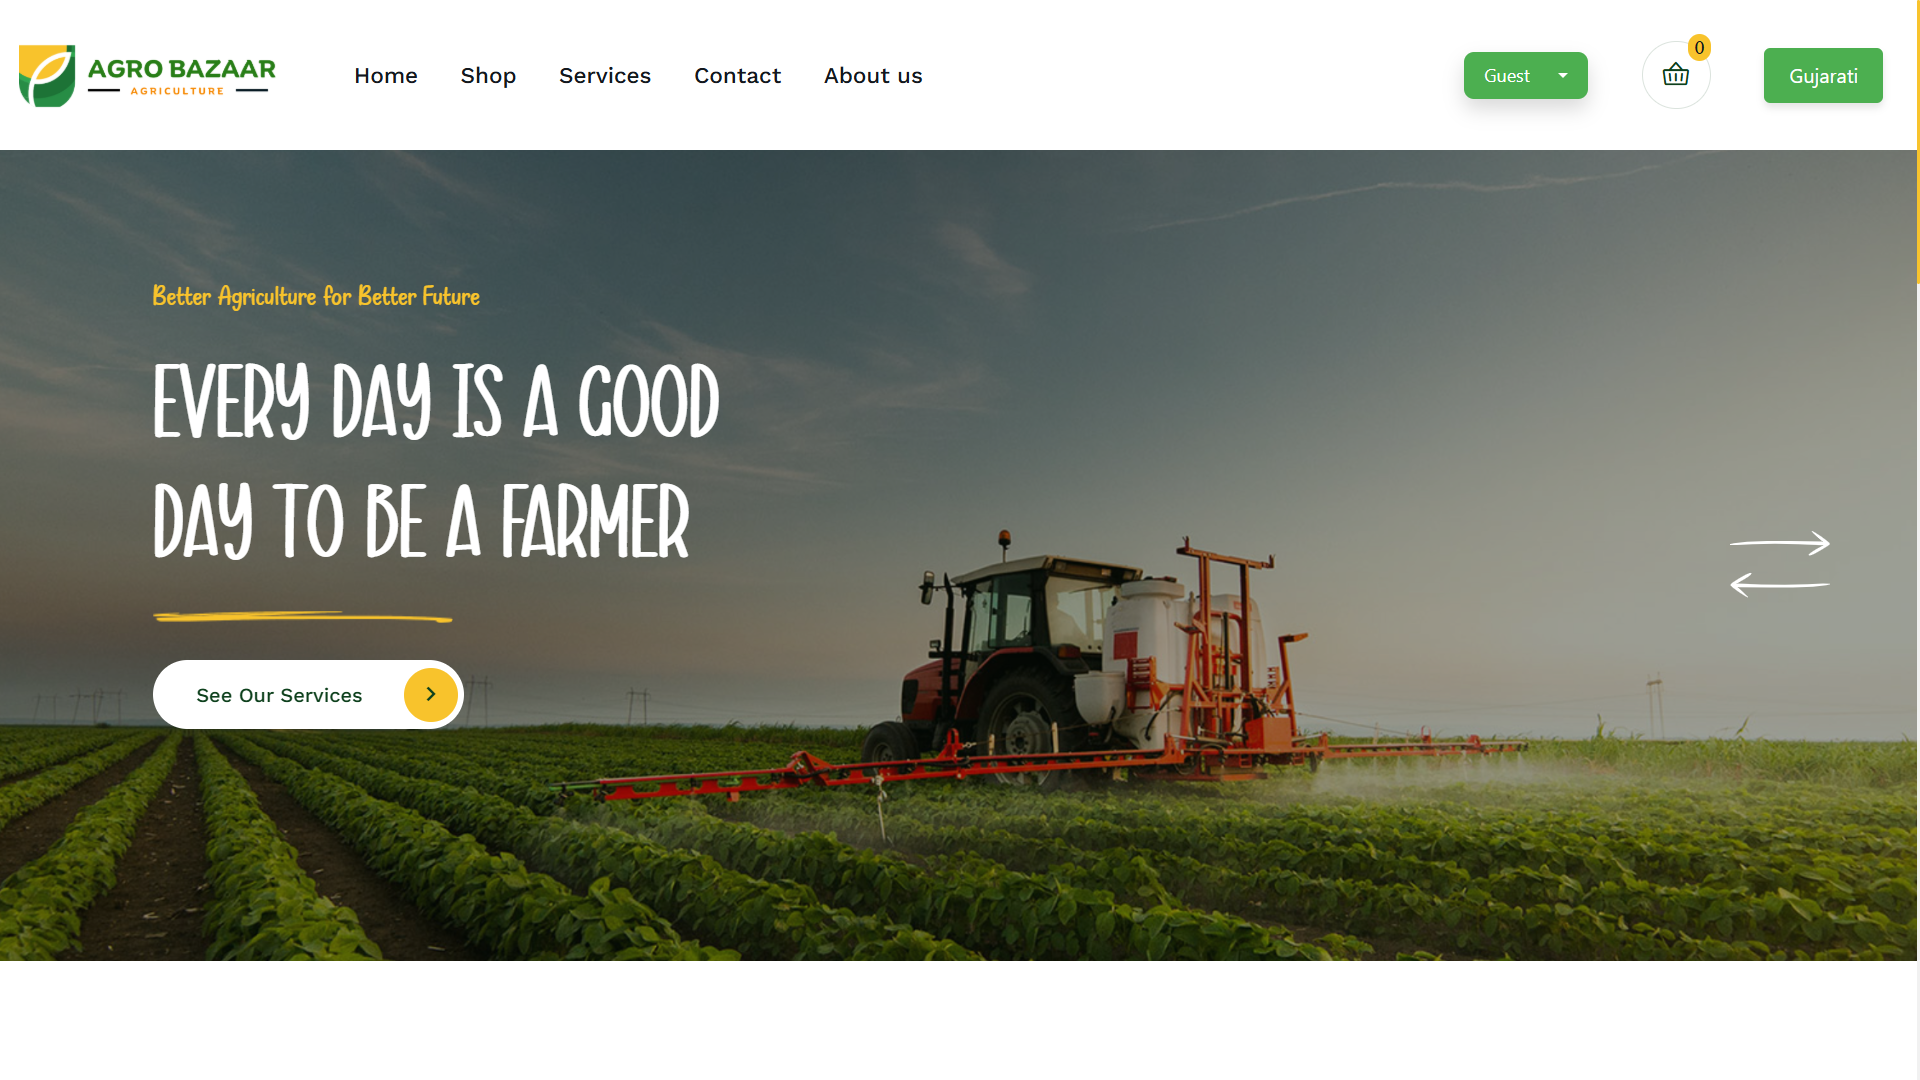 AGRO BAZAAR
AGRICULTURE
Home Shop Services Contact About us
Guest
0
Gujarati
Better Agriculture for Better Future
EVERY DAY IS A GOOD
DAY TO BE A FARMER
See Our Services